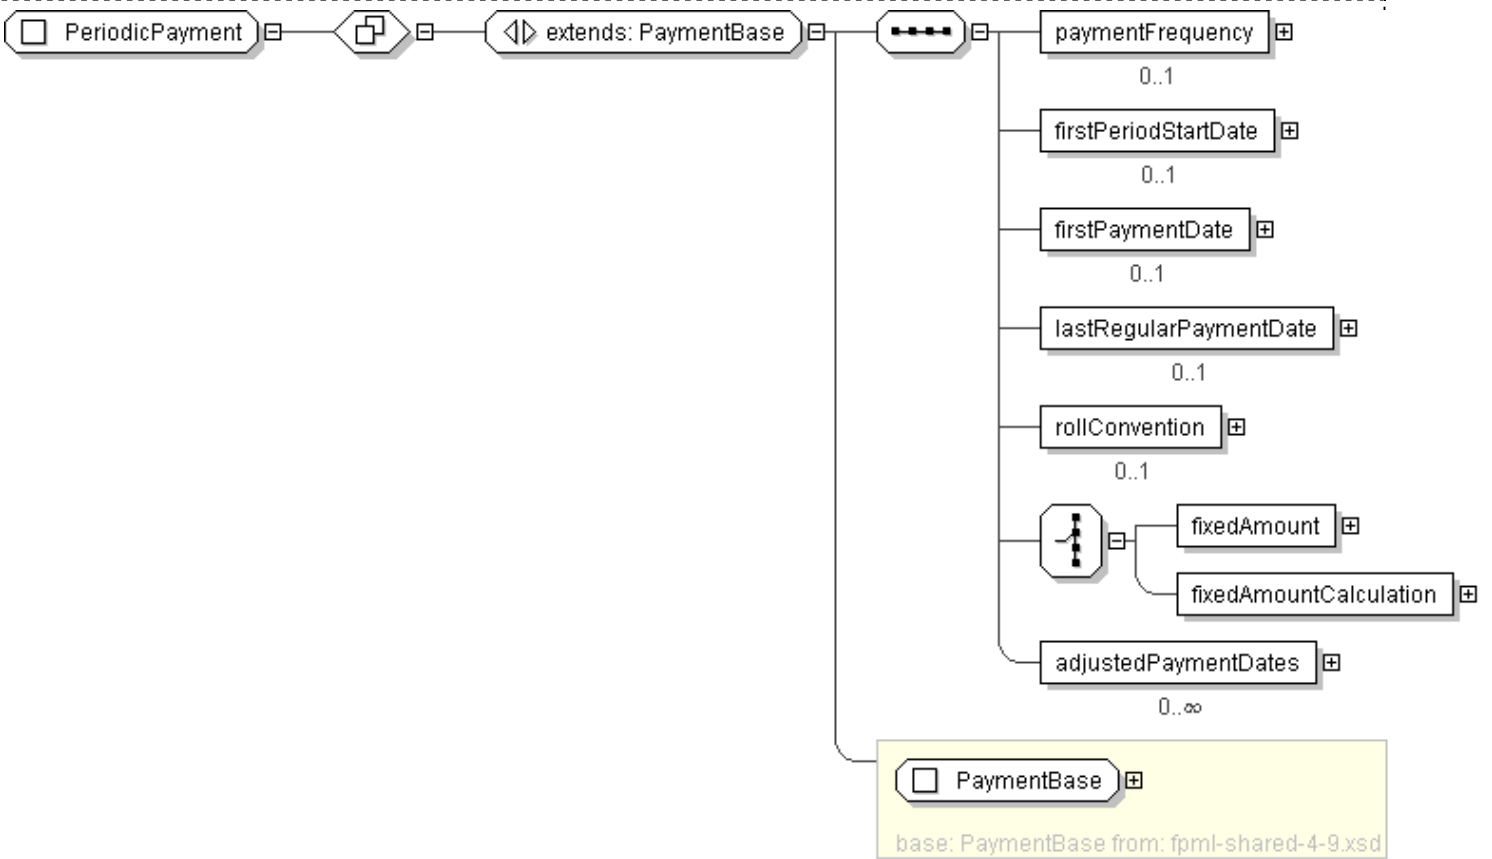 PeriodicPayment
extends: PaymentBase
paymentFrequency
0..1
firstPeriodStartDate
0..1
firstPaymentDate
0..1
lastRegularPaymentDate
0..1
rollConvention
0..1
fixedAmount
fixedAmountCalculation
adjustedPaymentDates
0..∞
PaymentBase
base: PaymentBase from: fpml-shared-4-9.xsd